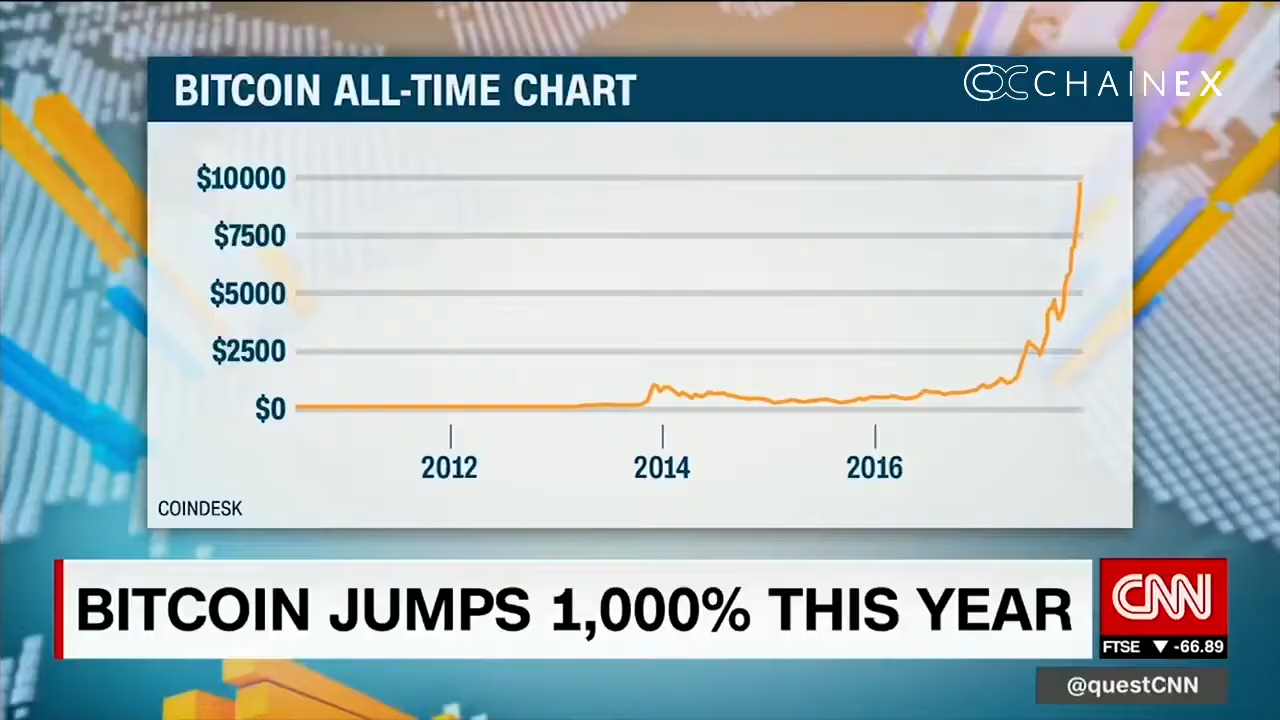 BITCOIN ALL-TIME CHART
CHAINEX
$10000
$7500
$5000
$2500
$0
2012 2014 2016
COINDESK
BITCOIN JUMPS 1,000% THIS YEAR
CNN
FTSE ▼ -66.89
@questCNN